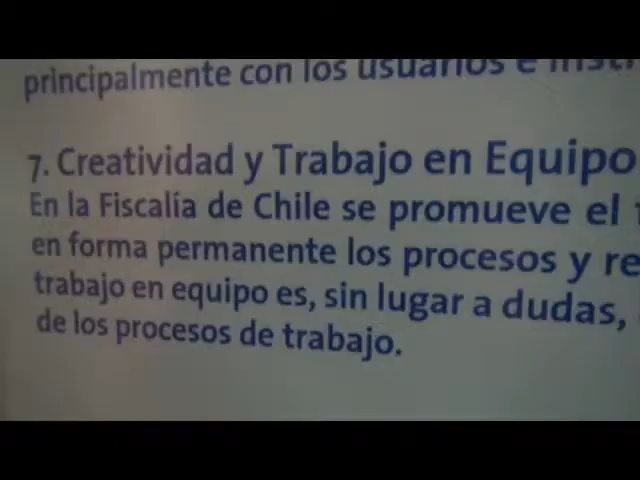 principalmente con los usuarios e
7. Creatividad y Trabajo en Equipo
En la Fiscalía de Chile se promueve el
en forma permanente los procesos y re
trabajo en equipo es, sin lugar a dudas,
de los procesos de trabajo.